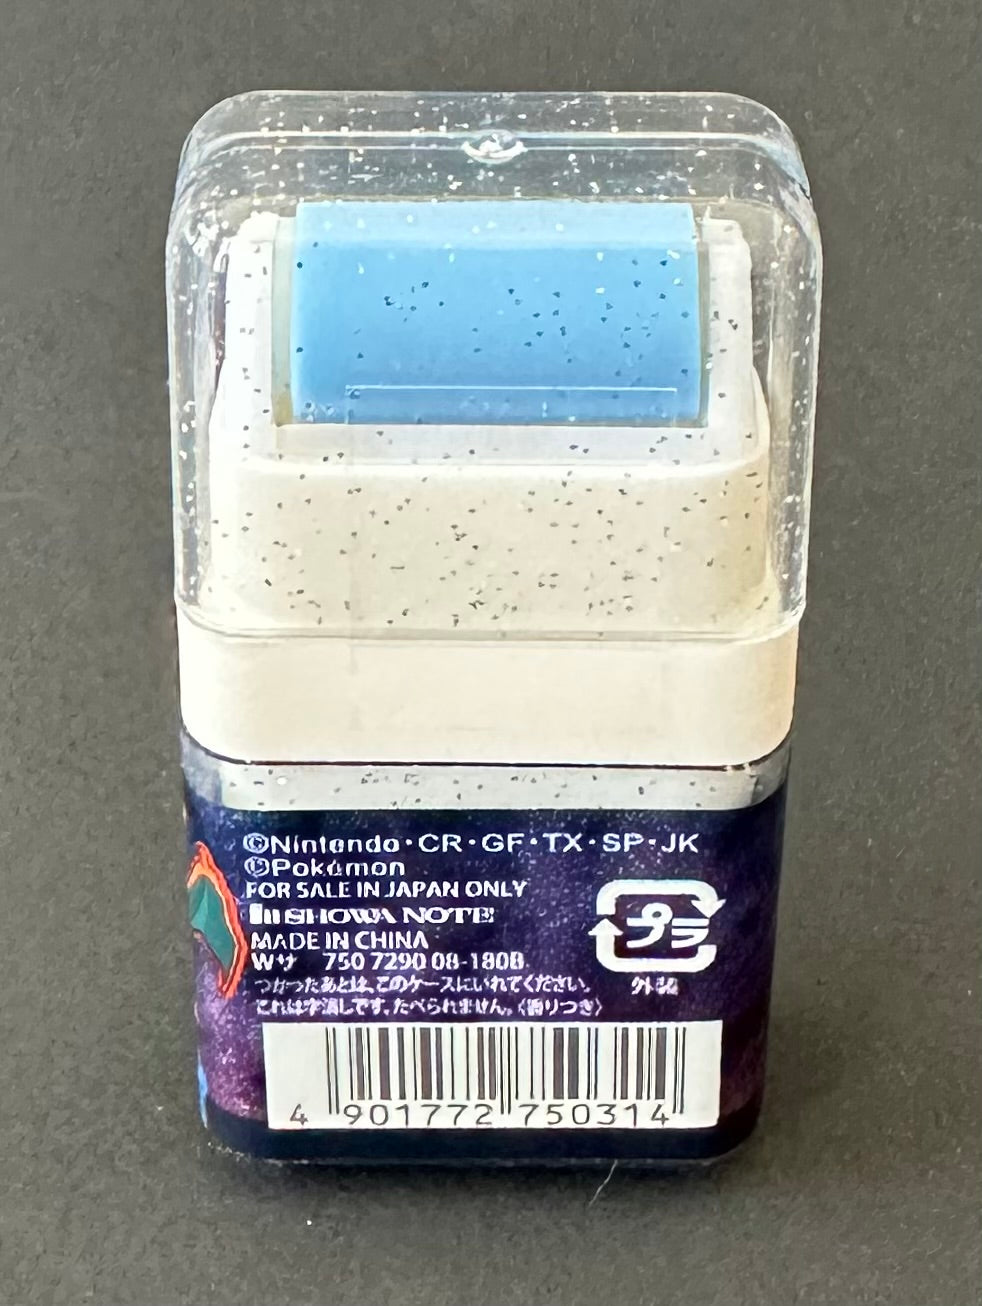 ©Nintendo・CR・GF・TX・SP・JK
©Pokémon
FOR SALE IN JAPAN ONLY
SHOWA NOTE
MADE IN CHINA
Wサ 750 7290 08-180B
つかったあとは、このケースにいれてください。
これは字消しです。たべられません。〈香りつき〉
プラ
外装
4 901772 750314